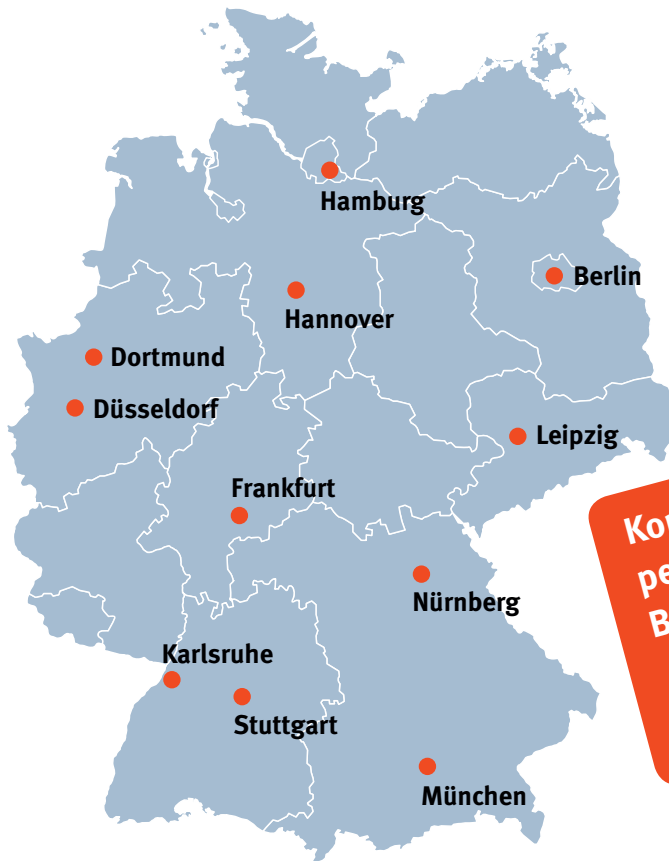 Hamburg
Berlin
Hannover
Dortmund
Düsseldorf
Leipzig
Frankfurt
Nürnberg
Karlsruhe
Stuttgart
München